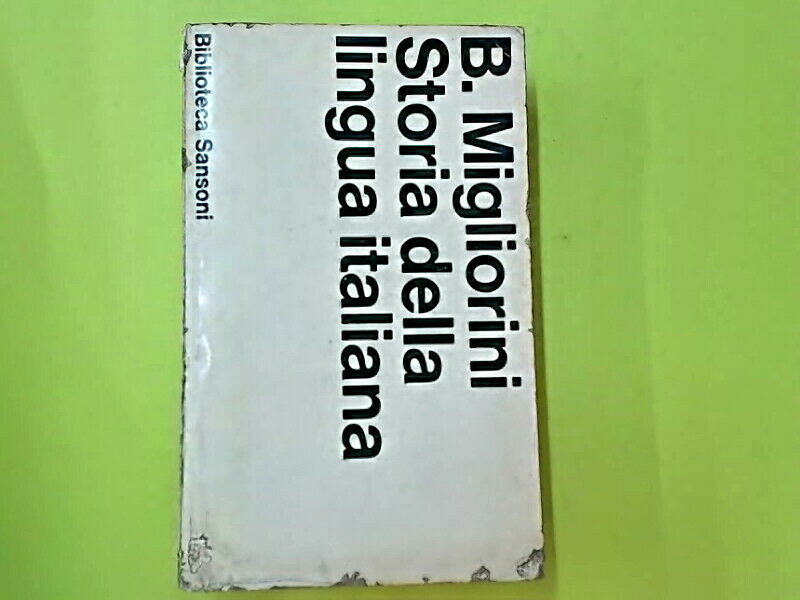 B. Migliorini
Storia della
lingua italiana
Biblioteca Sansoni